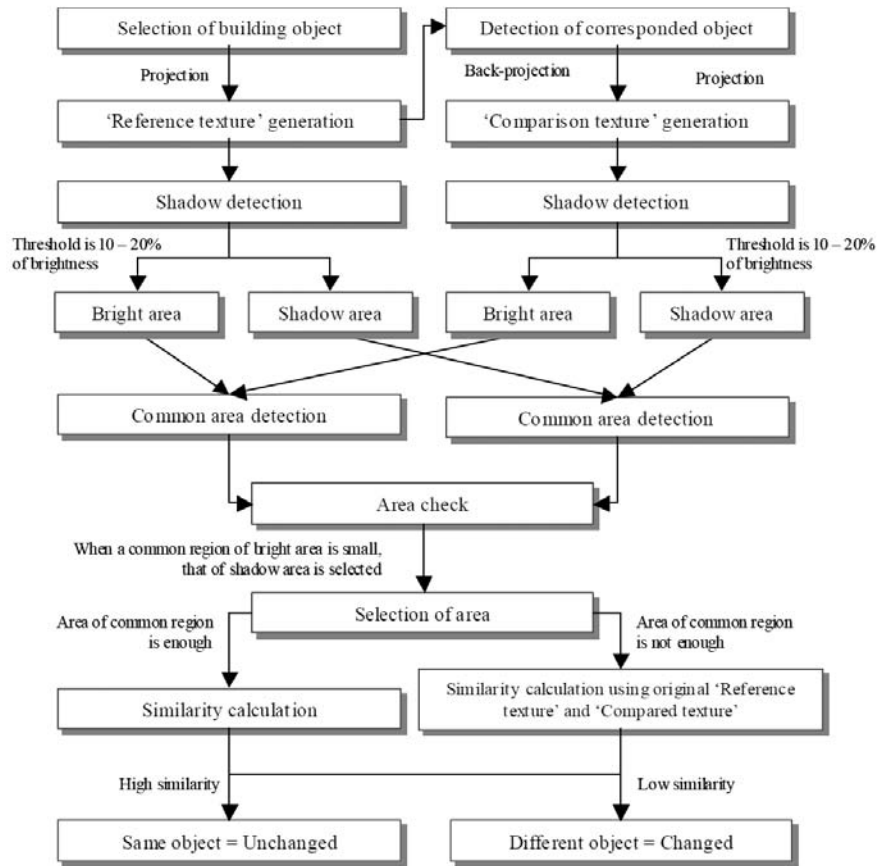 Selection of building object
Detection of corresponded object
Projection
Back-projection
Projection
‘Reference texture’ generation
‘Comparison texture’ generation
Shadow detection
Shadow detection
Threshold is 10 – 20%
of brightness
Threshold is 10 – 20%
of brightness
Bright area
Shadow area
Bright area
Shadow area
Common area detection
Common area detection
Area check
When a common region of bright area is small,
that of shadow area is selected
Selection of area
Area of common region
is enough
Area of common region
is not enough
Similarity calculation
Similarity calculation using original ‘Reference
texture’ and ‘Compared texture’
High similarity
Low similarity
Same object = Unchanged
Different object = Changed